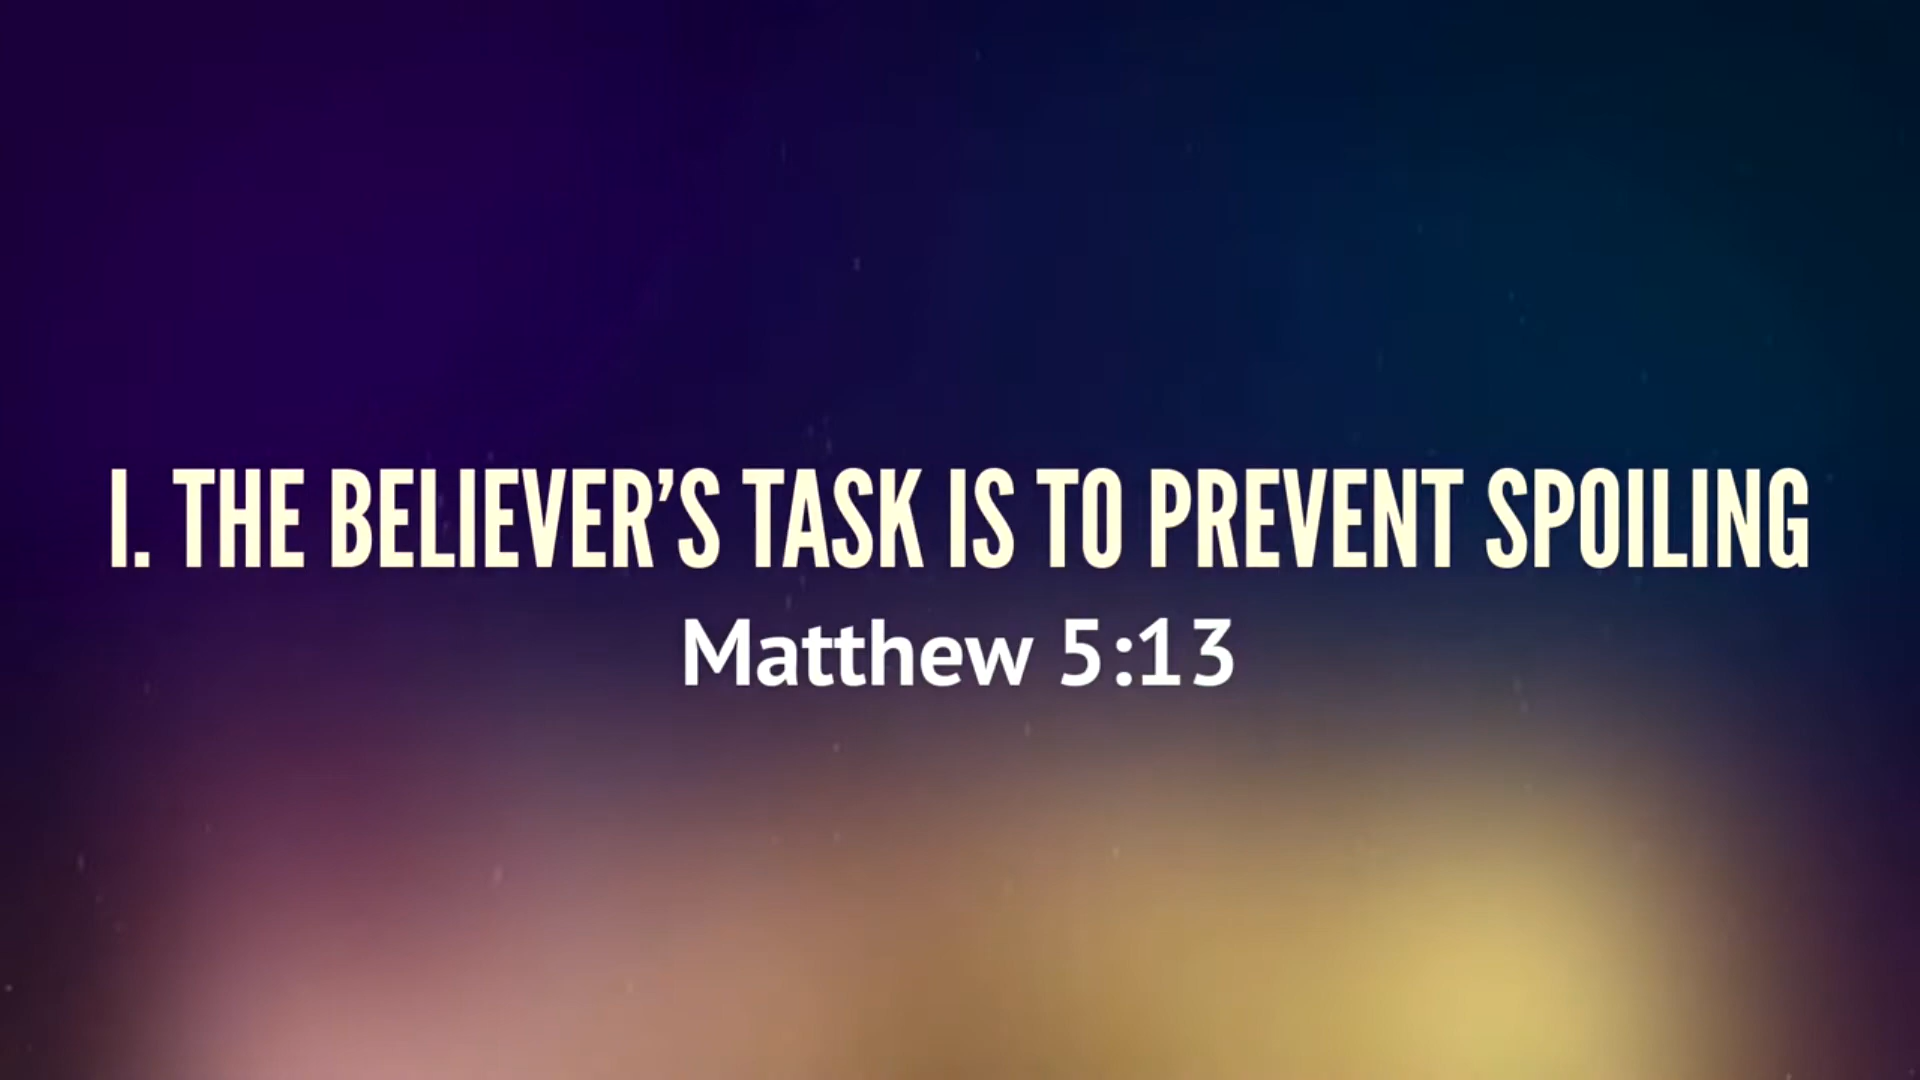 I. THE BELIEVER’S TASK IS TO PREVENT SPOILING
Matthew 5:13